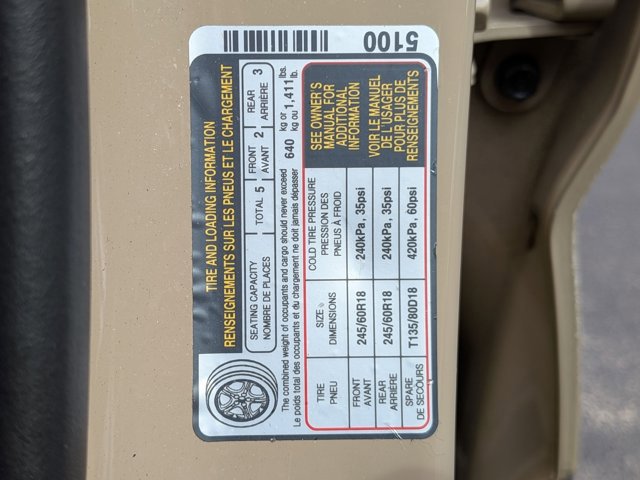 5100
TIRE AND LOADING INFORMATION
RENSEIGNEMENTS SUR LES PNEUS ET LE CHARGEMENT
SEATING CAPACITY TOTAL 5 FRONT 2 REAR 3
NOMBRE DE PLACES AVANT ARRIÈRE
The combined weight of occupants and cargo should never exceed 640 kg or 1,411 lbs.
Le poids total des occupants et du chargement ne doit jamais dépasser kg ou lb.
TIRE SIZE COLD TIRE PRESSURE
PNEU DIMENSIONS PRESSION DES
PNEUS À FROID
FRONT 245/60R18 240kPa, 35psi
AVANT
REAR 245/60R18 240kPa, 35psi
ARRIÈRE
SPARE T135/80D18 420kPa, 60psi
DE SECOURS
SEE OWNER'S
MANUAL FOR
ADDITIONAL
INFORMATION
VOIR LE MANUEL
DE L'USAGER
POUR PLUS DE
RENSEIGNEMENTS